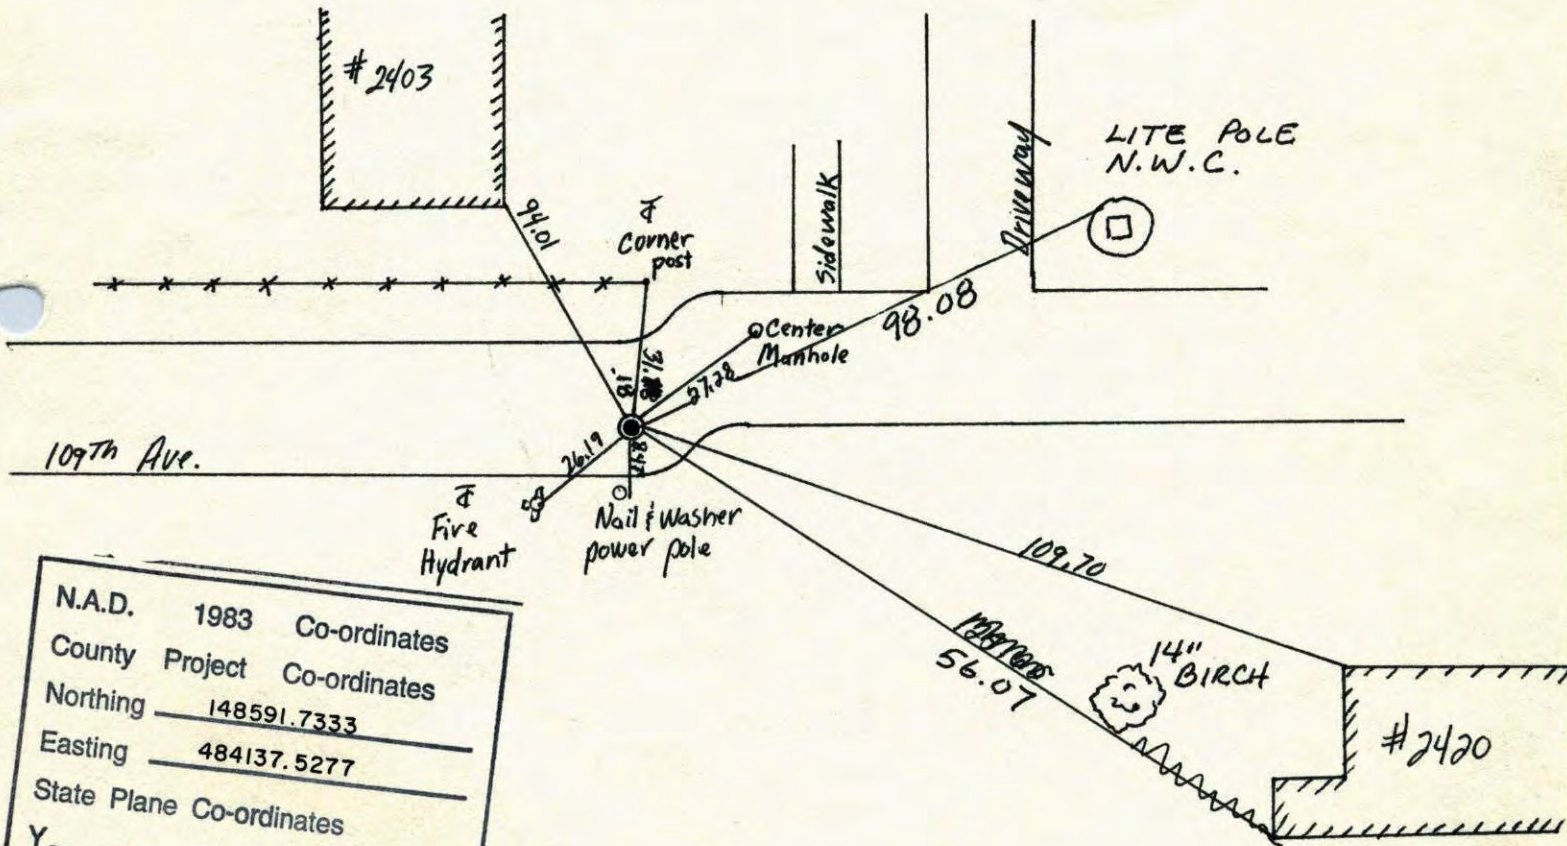 # 2403
LITE POLE
N.W.C.
Driveway
Sidewalk
94.01
Corner
post
Center
Manhole
98.08
31.
.18
27.28
109TH Ave.
26.19
Fire
Hydrant
Nail & Washer
power pole
109.70
56.07
14"
BIRCH
# 2420
N.A.D. 1983 Co-ordinates
County Project Co-ordinates
Northing 148591.7333
Easting 484137.5277
State Plane Co-ordinates
Y